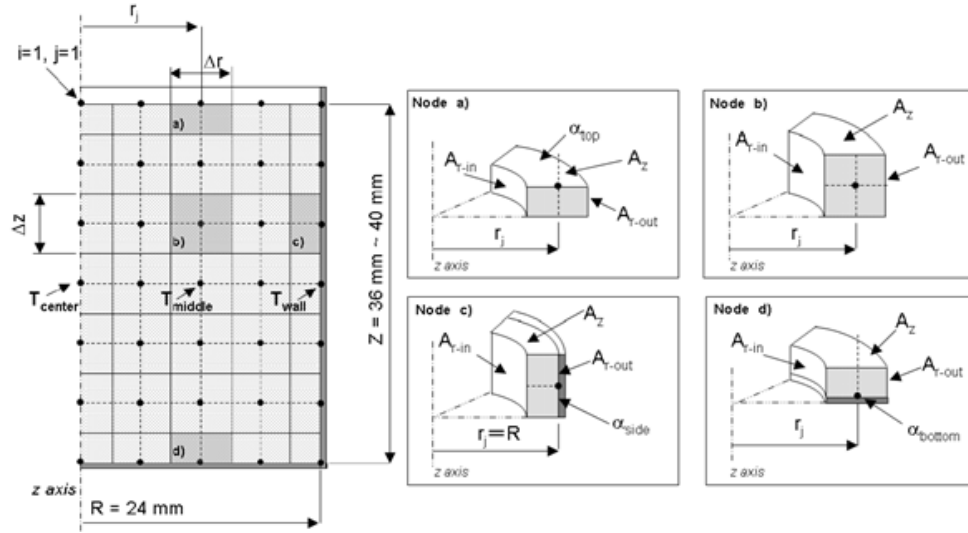 r_j
i=1, j=1
Δr
a)
Δz
b)
c)
T_center
T_middle
T_wall
Z = 36 mm ~ 40 mm
d)
z axis
R = 24 mm
Node a)
α_top
A_z
A_r-in
A_r-out
r_j
z axis
Node b)
A_z
A_r-in
A_r-out
r_j
z axis
Node c)
A_z
A_r-in
A_r-out
α_side
r_j=R
z axis
Node d)
A_z
A_r-in
A_r-out
r_j
α_bottom
z axis